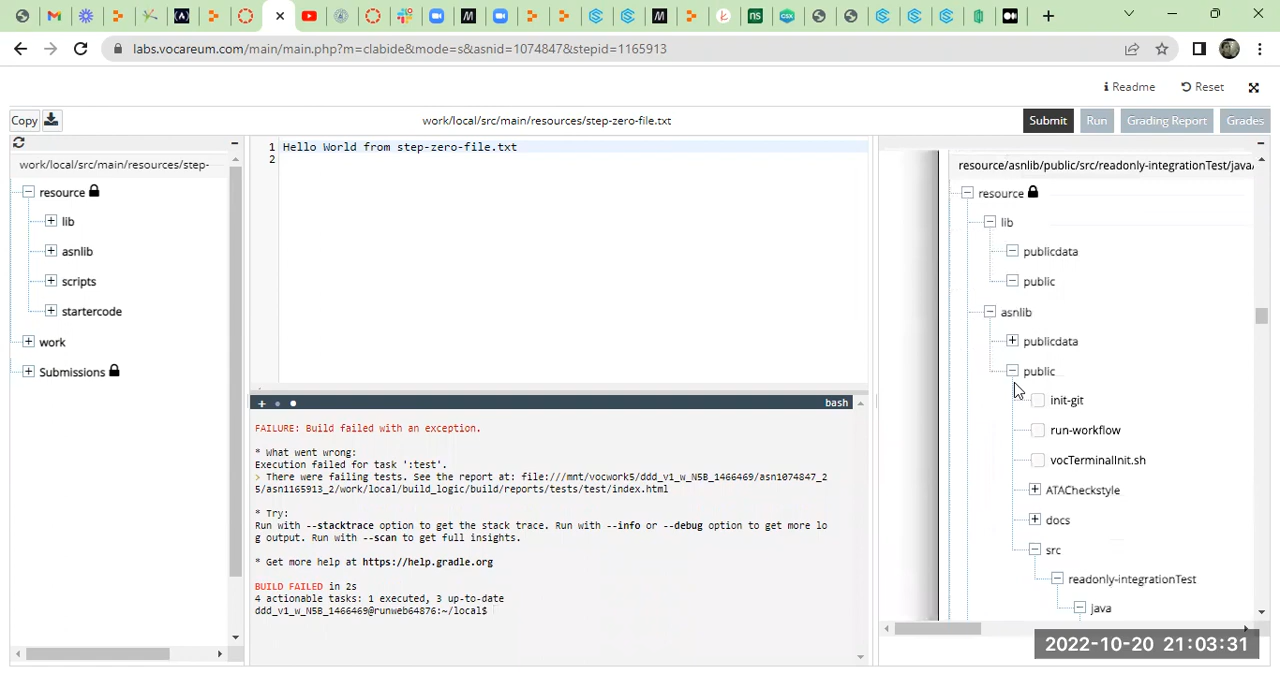 labs.vocareum.com/main/main.php?m=clabide&mode=s&asnid=1074847&stepid=1165913
Readme
Reset
Copy
work/local/src/main/resources/step-zero-file.txt
Submit
Run
Grading Report
Grades
work/local/src/main/resources/step-
resource
lib
asnlib
scripts
startercode
work
Submissions
1 Hello World from step-zero-file.txt
2
bash
FAILURE: Build failed with an exception.
* What went wrong:
Execution failed for task ':test'.
> There were failing tests. See the report at: file:///mnt/vocwork5/ddd_v1_w_N5B_1466469/asn1074847_2
5/asn1165913_2/work/local/build_logic/build/reports/tests/test/index.html
* Try:
Run with --stacktrace option to get the stack trace. Run with --info or --debug option to get more lo
g output. Run with --scan to get full insights.
* Get more help at https://help.gradle.org
BUILD FAILED in 2s
4 actionable tasks: 1 executed, 3 up-to-date
ddd_v1_w_N5B_1466469@runweb64876:~/local$
resource/asnlib/public/src/readonly-integrationTest/java/
resource
lib
publicdata
public
asnlib
publicdata
public
init-git
run-workflow
vocTerminalInit.sh
ATACheckstyle
docs
src
readonly-integrationTest
java
2022-10-20 21:03:31